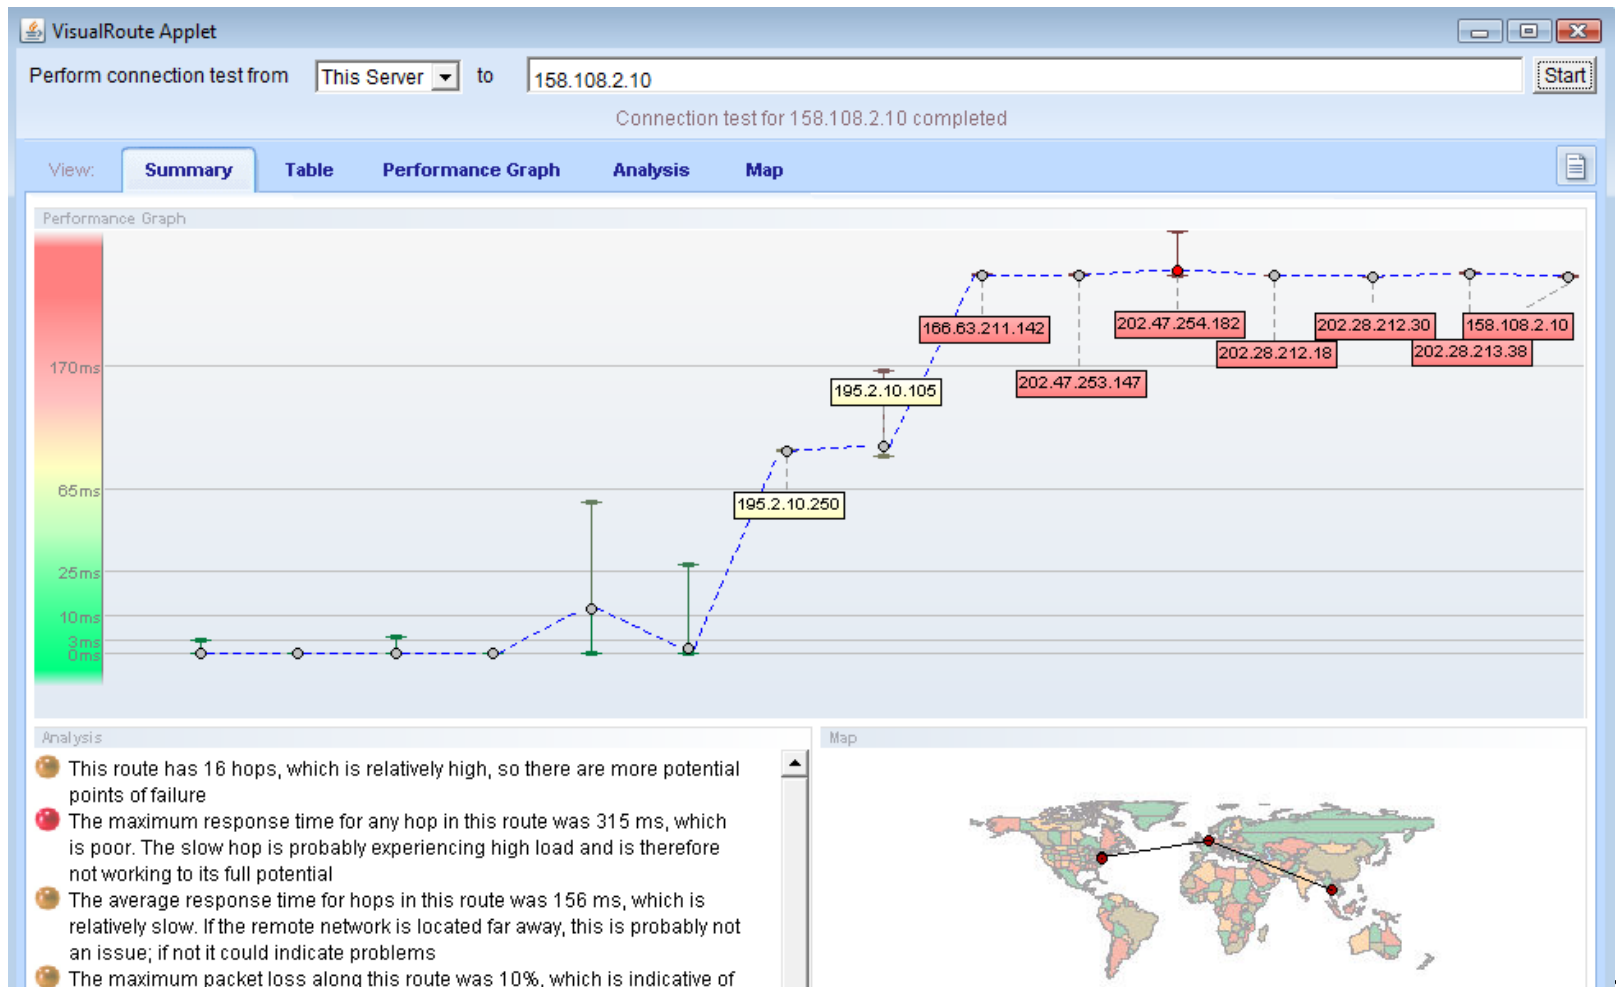 VisualRoute Applet
Perform connection test from This Server to 158.108.2.10 Start
Connection test for 158.108.2.10 completed
View: Summary Table Performance Graph Analysis Map
Performance Graph
166.63.211.142 202.47.254.182 202.28.212.30 158.108.2.10
202.28.212.18 202.28.213.38
170ms
202.47.253.147
195.2.10.105
65ms
195.2.10.250
25ms
10ms
3ms
0ms
Analysis
This route has 16 hops, which is relatively high, so there are more potential
points of failure
The maximum response time for any hop in this route was 315 ms, which
is poor. The slow hop is probably experiencing high load and is therefore
not working to its full potential
The average response time for hops in this route was 156 ms, which is
relatively slow. If the remote network is located far away, this is probably not
an issue; if not it could indicate problems
The maximum packet loss along this route was 10%, which is indicative of
Map